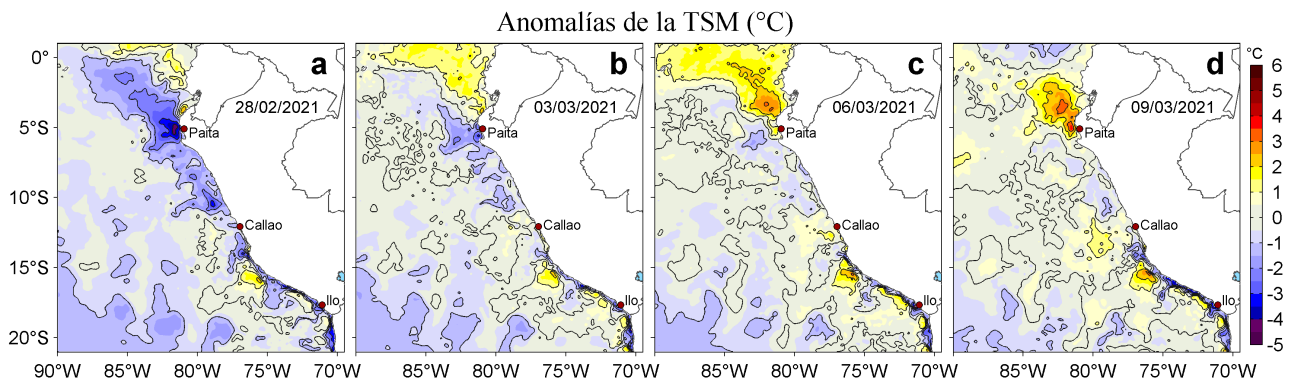 Anomalías de la TSM (°C)
a b c d °C
28/02/2021 03/03/2021 06/03/2021 09/03/2021
0°
5°S
10°S
15°S
20°S
Paita Paita Paita Paita
Callao Callao Callao Callao
Ilo Ilo Ilo Ilo
6
5
4
3
2
1
0
-1
-2
-3
-4
-5
90°W 85°W 80°W 75°W 70°W 85°W 80°W 75°W 70°W 85°W 80°W 75°W 70°W 85°W 80°W 75°W 70°W